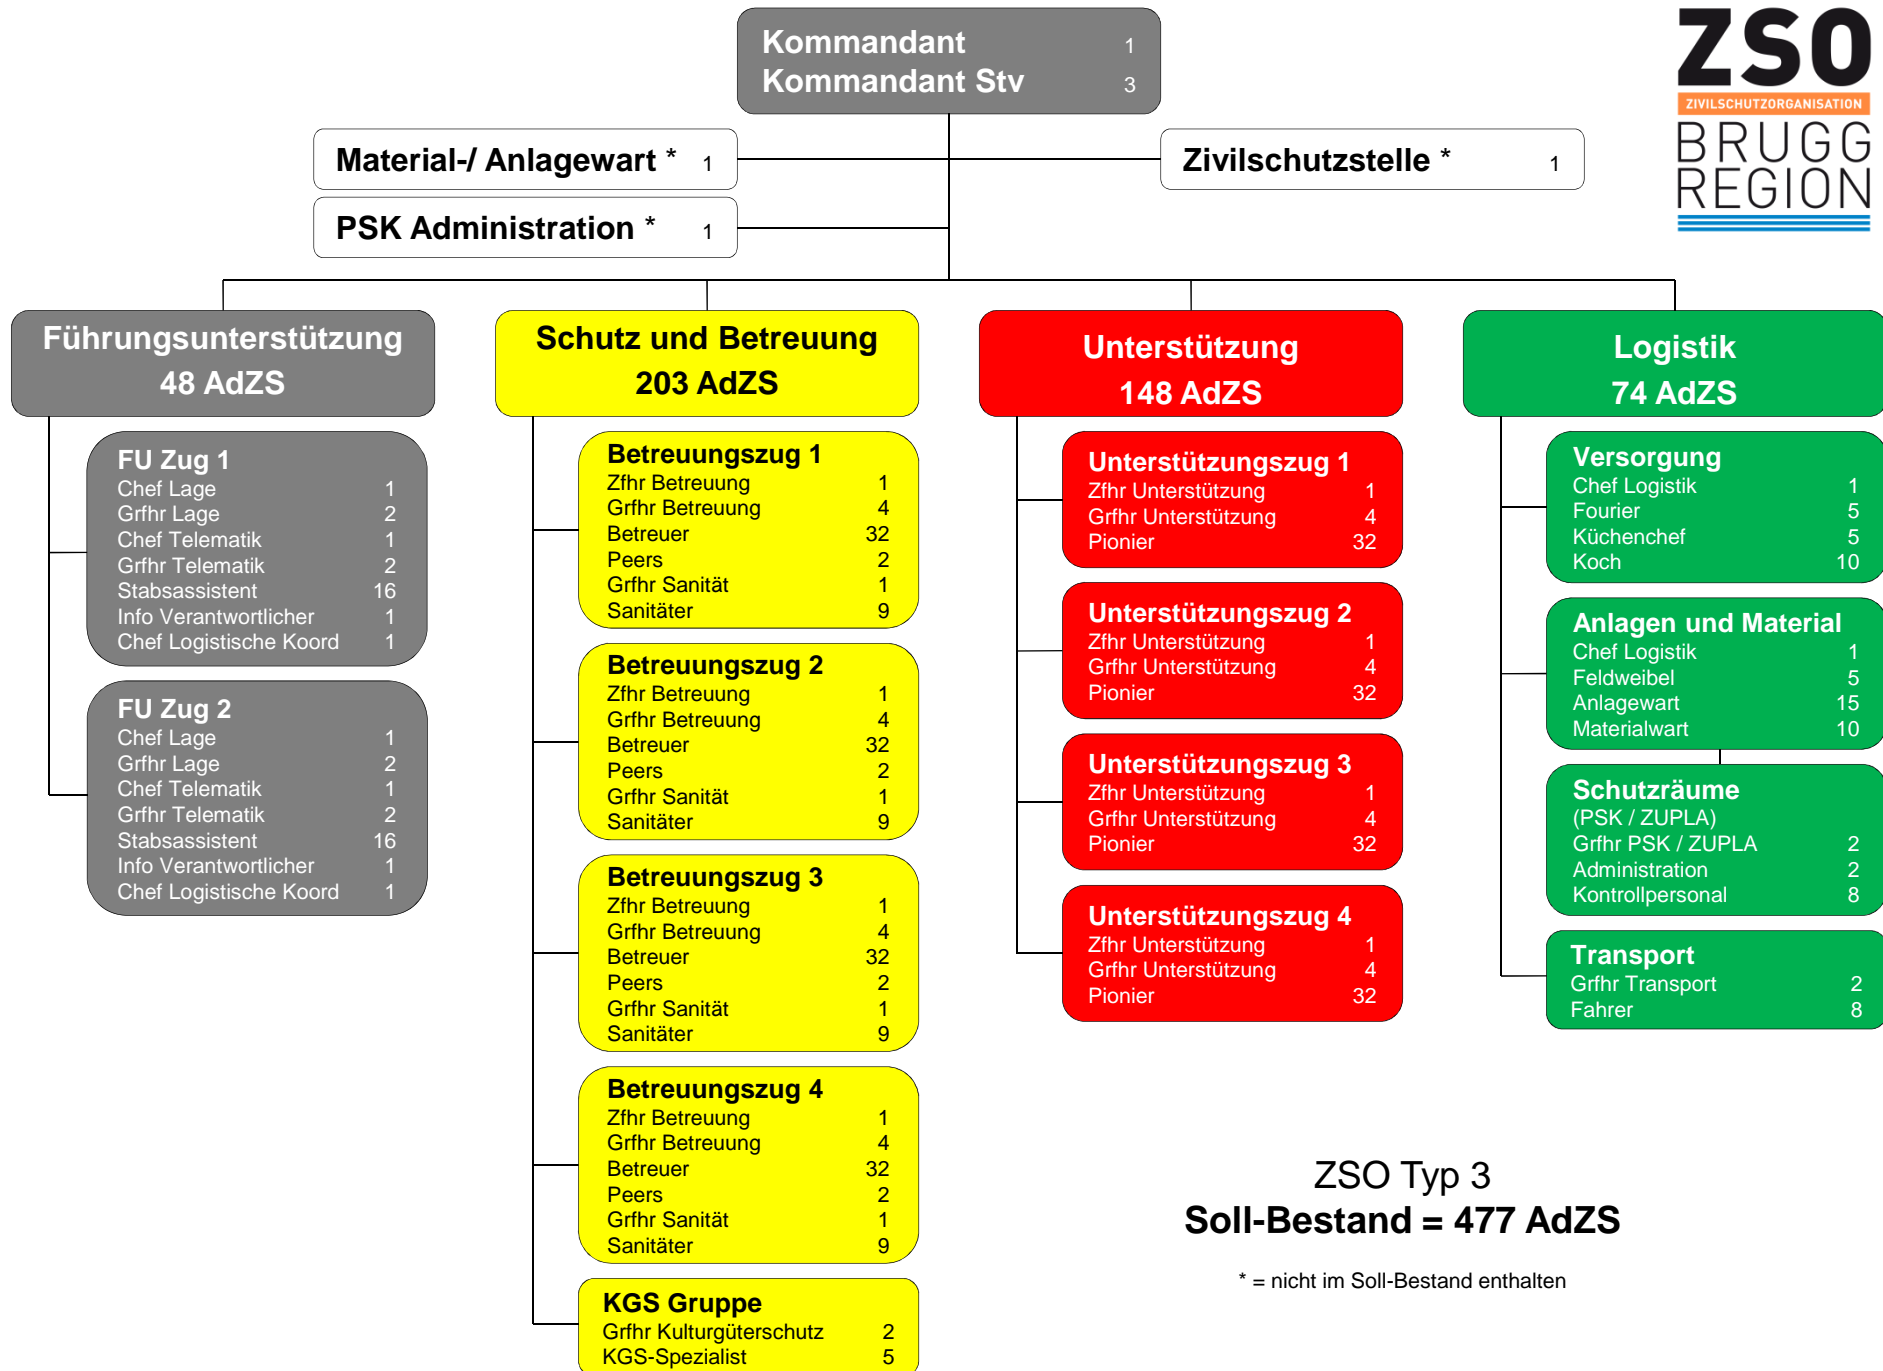 Kommandant 1
Kommandant Stv 3
ZSO
ZIVILSCHUTZORGANISATION
BRUGG
REGION
Material-/ Anlagewart * 1
Zivilschutzstelle * 1
PSK Administration * 1
Führungsunterstützung
48 AdZS
FU Zug 1
Chef Lage 1
Grfhr Lage 2
Chef Telematik 1
Grfhr Telematik 2
Stabsassistent 16
Info Verantwortlicher 1
Chef Logistische Koord 1
FU Zug 2
Chef Lage 1
Grfhr Lage 2
Chef Telematik 1
Grfhr Telematik 2
Stabsassistent 16
Info Verantwortlicher 1
Chef Logistische Koord 1
Schutz und Betreuung
203 AdZS
Betreuungszug 1
Zfhr Betreuung 1
Grfhr Betreuung 4
Betreuer 32
Peers 2
Grfhr Sanität 1
Sanitäter 9
Betreuungszug 2
Zfhr Betreuung 1
Grfhr Betreuung 4
Betreuer 32
Peers 2
Grfhr Sanität 1
Sanitäter 9
Betreuungszug 3
Zfhr Betreuung 1
Grfhr Betreuung 4
Betreuer 32
Peers 2
Grfhr Sanität 1
Sanitäter 9
Betreuungszug 4
Zfhr Betreuung 1
Grfhr Betreuung 4
Betreuer 32
Peers 2
Grfhr Sanität 1
Sanitäter 9
KGS Gruppe
Grfhr Kulturgüterschutz 2
KGS-Spezialist 5
Unterstützung
148 AdZS
Unterstützungszug 1
Zfhr Unterstützung 1
Grfhr Unterstützung 4
Pionier 32
Unterstützungszug 2
Zfhr Unterstützung 1
Grfhr Unterstützung 4
Pionier 32
Unterstützungszug 3
Zfhr Unterstützung 1
Grfhr Unterstützung 4
Pionier 32
Unterstützungszug 4
Zfhr Unterstützung 1
Grfhr Unterstützung 4
Pionier 32
Logistik
74 AdZS
Versorgung
Chef Logistik 1
Fourier 5
Küchenchef 5
Koch 10
Anlagen und Material
Chef Logistik 1
Feldweibel 5
Anlagewart 15
Materialwart 10
Schutzräume
(PSK / ZUPLA)
Grfhr PSK / ZUPLA 2
Administration 2
Kontrollpersonal 8
Transport
Grfhr Transport 2
Fahrer 8
ZSO Typ 3
Soll-Bestand = 477 AdZS
* = nicht im Soll-Bestand enthalten